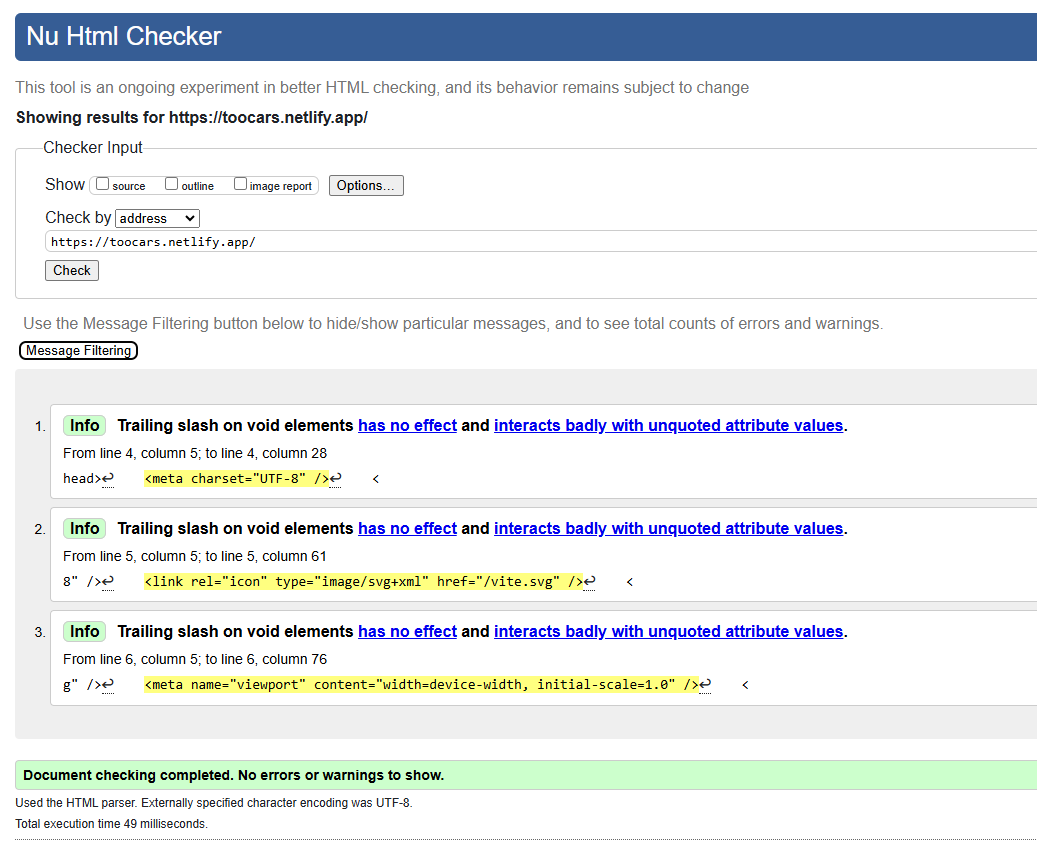 Nu Html Checker
This tool is an ongoing experiment in better HTML checking, and its behavior remains subject to change
Showing results for https://toocars.netlify.app/
Checker Input
Show source outline image report Options...
Check by address
https://toocars.netlify.app/
Check
Use the Message Filtering button below to hide/show particular messages, and to see total counts of errors and warnings.
Message Filtering
1. Info Trailing slash on void elements has no effect and interacts badly with unquoted attribute values.
From line 4, column 5; to line 4, column 28
head>↩ <meta charset="UTF-8" />↩ <
2. Info Trailing slash on void elements has no effect and interacts badly with unquoted attribute values.
From line 5, column 5; to line 5, column 61
8" />↩ <link rel="icon" type="image/svg+xml" href="/vite.svg" />↩ <
3. Info Trailing slash on void elements has no effect and interacts badly with unquoted attribute values.
From line 6, column 5; to line 6, column 76
g" />↩ <meta name="viewport" content="width=device-width, initial-scale=1.0" />↩ <
Document checking completed. No errors or warnings to show.
Used the HTML parser. Externally specified character encoding was UTF-8.
Total execution time 49 milliseconds.